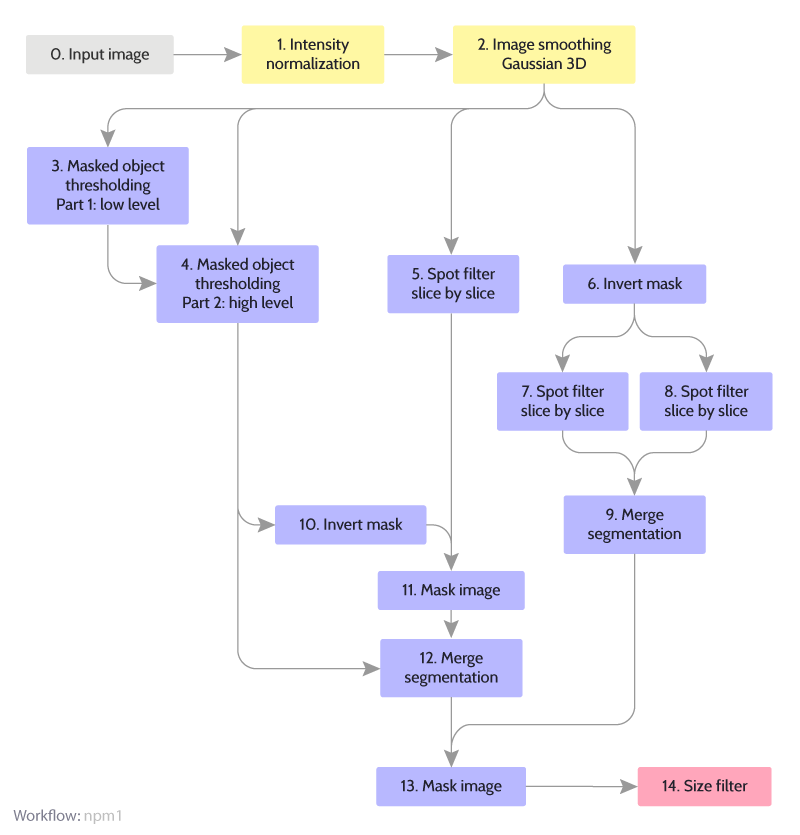 0. Input image
1. Intensity
normalization
2. Image smoothing
Gaussian 3D
3. Masked object
thresholding
Part 1: low level
4. Masked object
thresholding
Part 2: high level
5. Spot filter
slice by slice
6. Invert mask
7. Spot filter
slice by slice
8. Spot filter
slice by slice
9. Merge
segmentation
10. Invert mask
11. Mask image
12. Merge
segmentation
13. Mask image
14. Size filter
Workflow: npm1